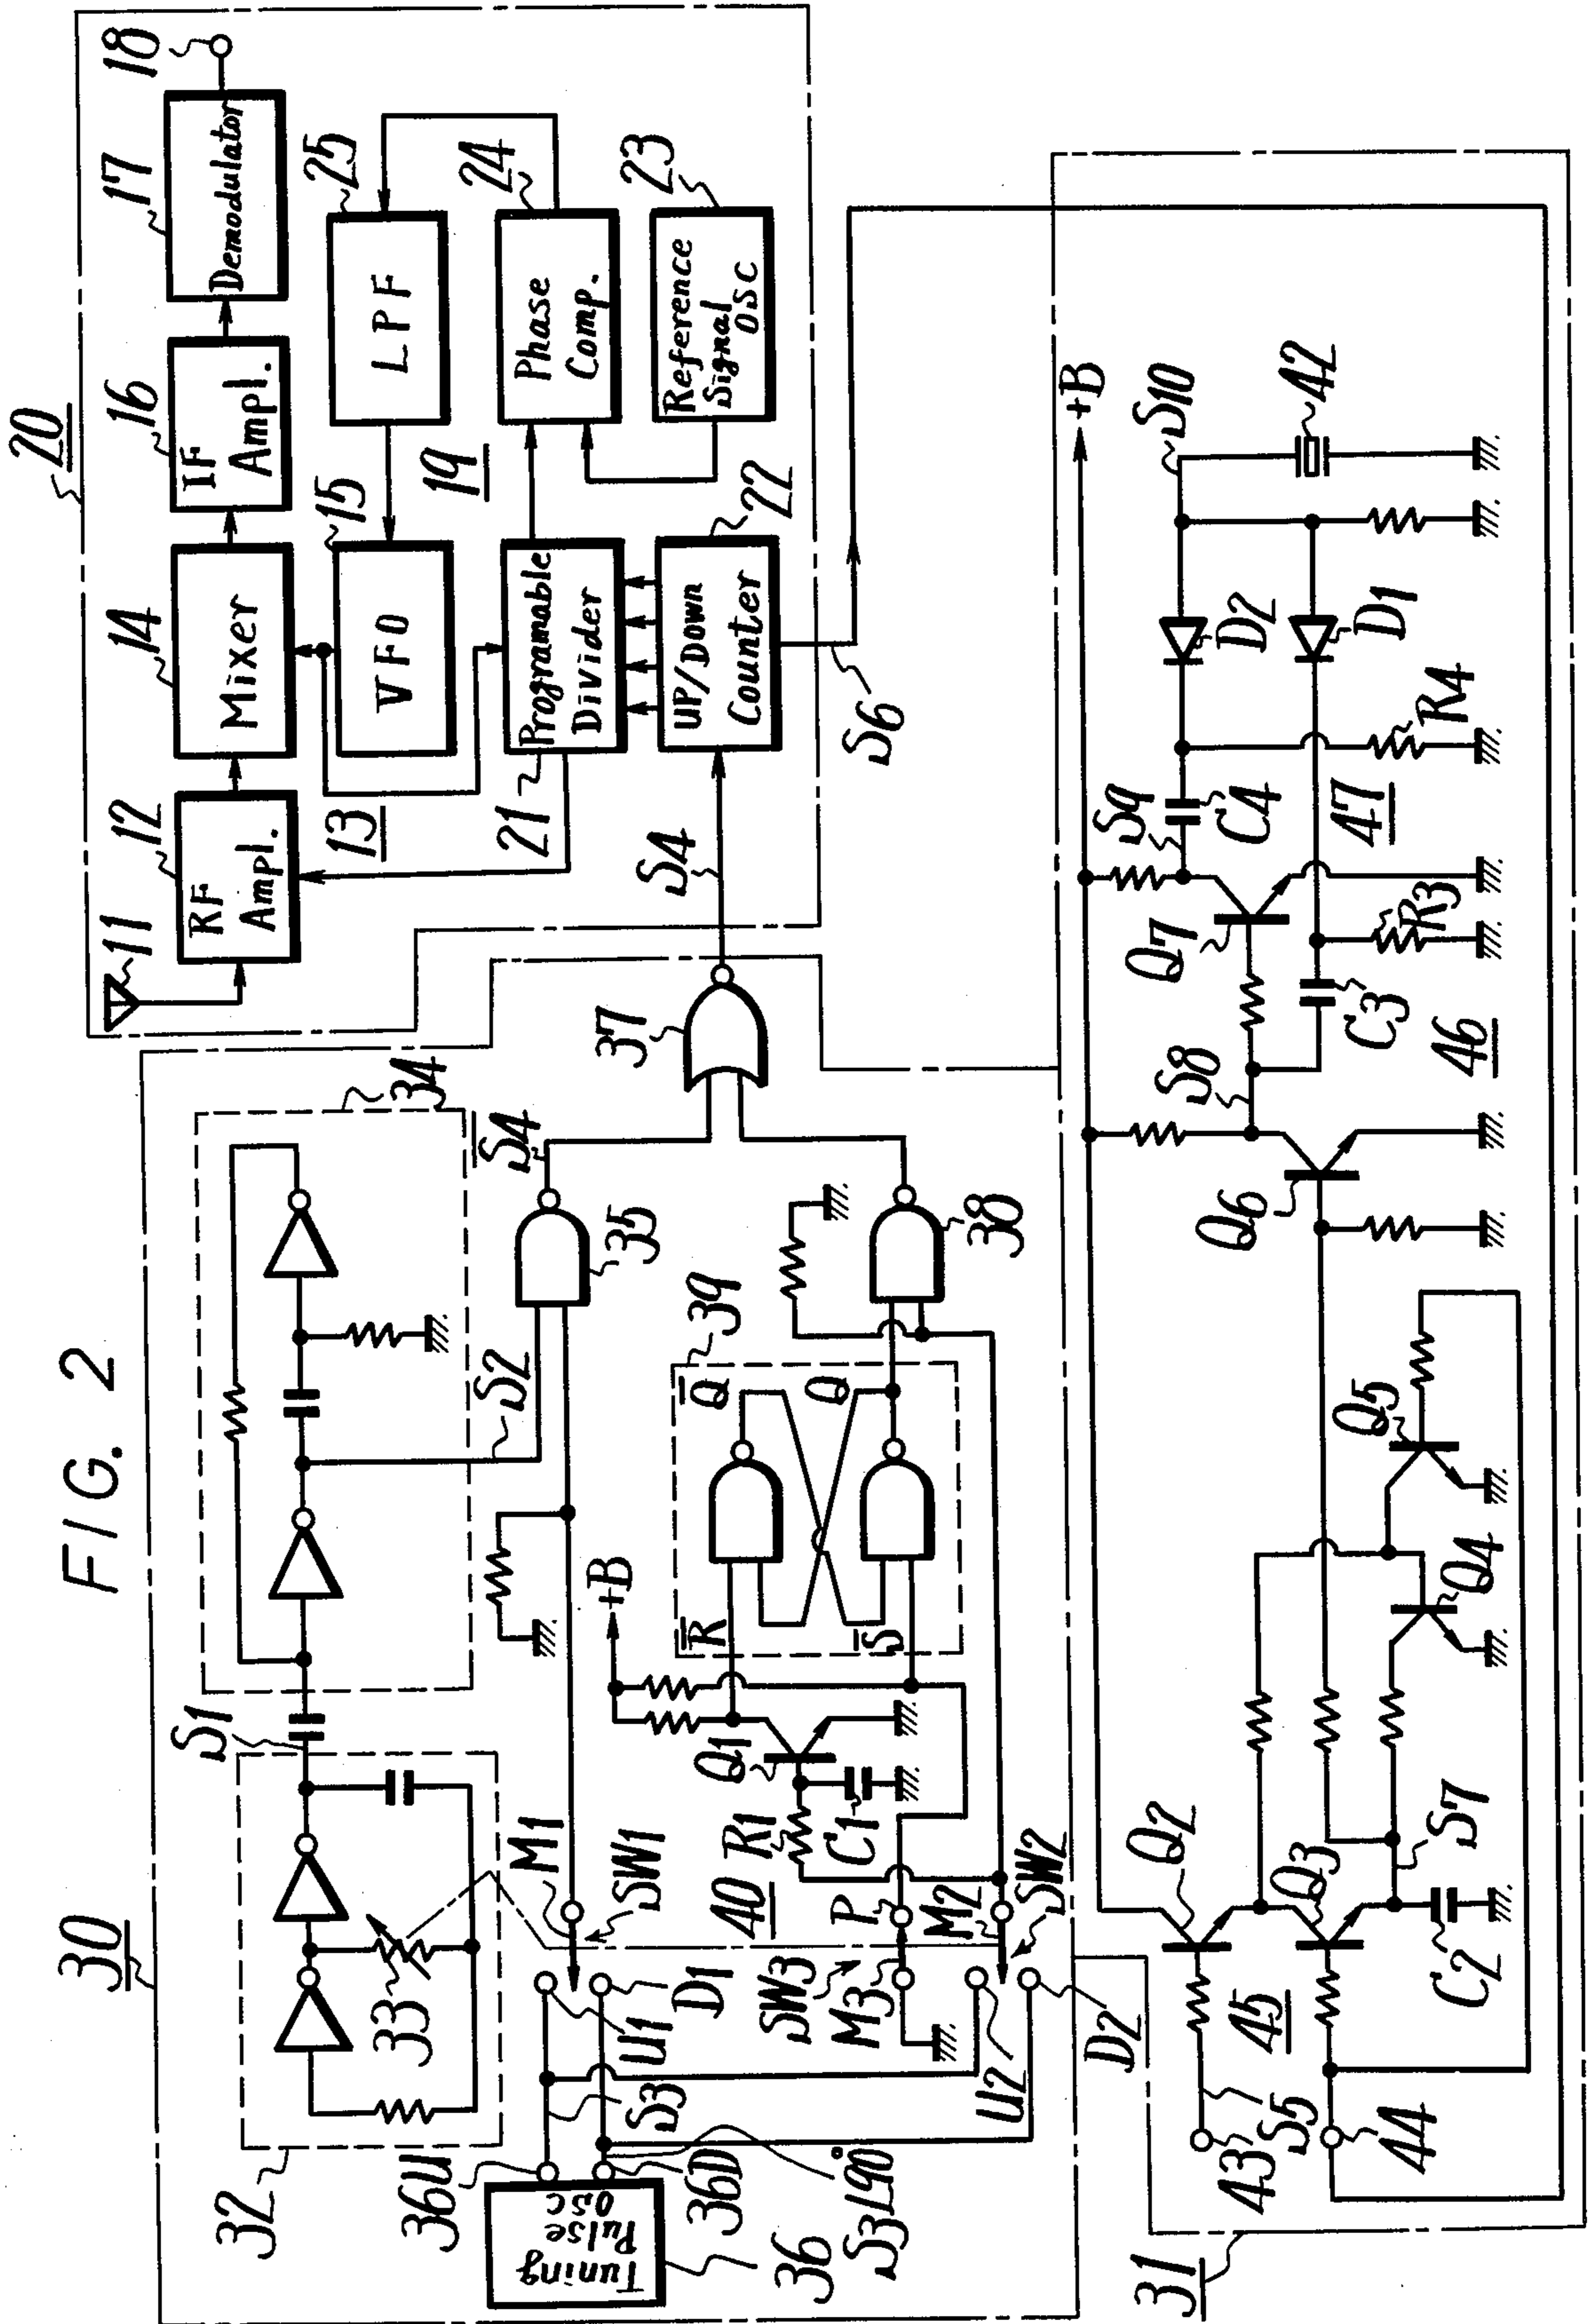 FIG. 2
20
11
12
RF
Ampl.
14
Mixer
16
IF
Ampl.
17
Demodulator
18
13
15
VFO
19
25
LPF
21
Programable
Divider
24
Phase
Comp.
22
UP/Down
Counter
23
Reference
Signal
OSC
S4
S6
30
32
33
S1
34
S2
35
S4
37
36
Tuning
Pulse
OSC
36U
36D
S3
S3∠90°
U1
D1
M1
SW1
U2
D2
M2
SW2
SW3
M3
P
40
R1
C1
Q1
+B
R
S
Q
Q
39
38
31
43
S5
44
45
Q2
Q3
C2
S7
Q4
Q5
Q6
S8
46
C3
R3
Q7
S9
C4
47
R4
D2
D1
S10
42
+B